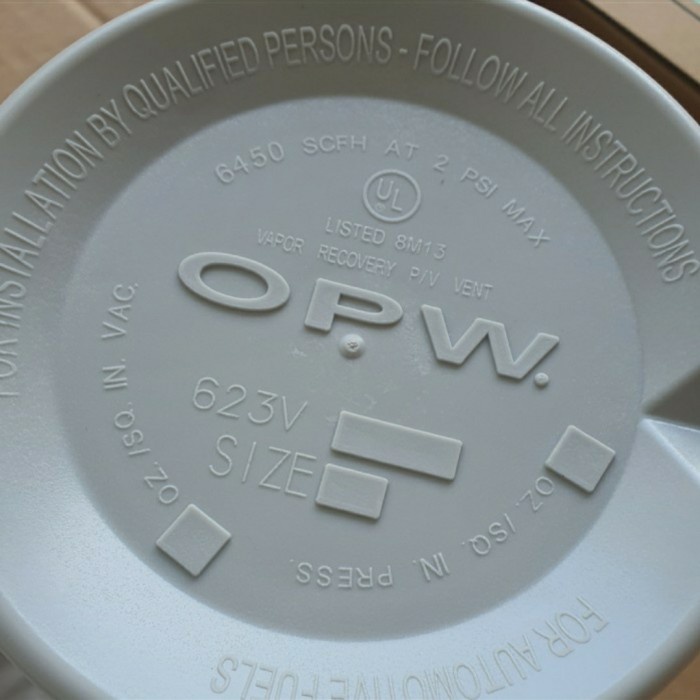 FOR INSTALLATION BY QUALIFIED PERSONS - FOLLOW ALL INSTRUCTIONS
6450 SCFH AT 2 PSI MAX
UL
LISTED 8M13
VAPOR RECOVERY P/V VENT
OPW.
623V
SIZE
OZ./SQ. IN. VAC.
OZ./SQ. IN. PRESS.
FOR AUTOMOTIVE FUELS